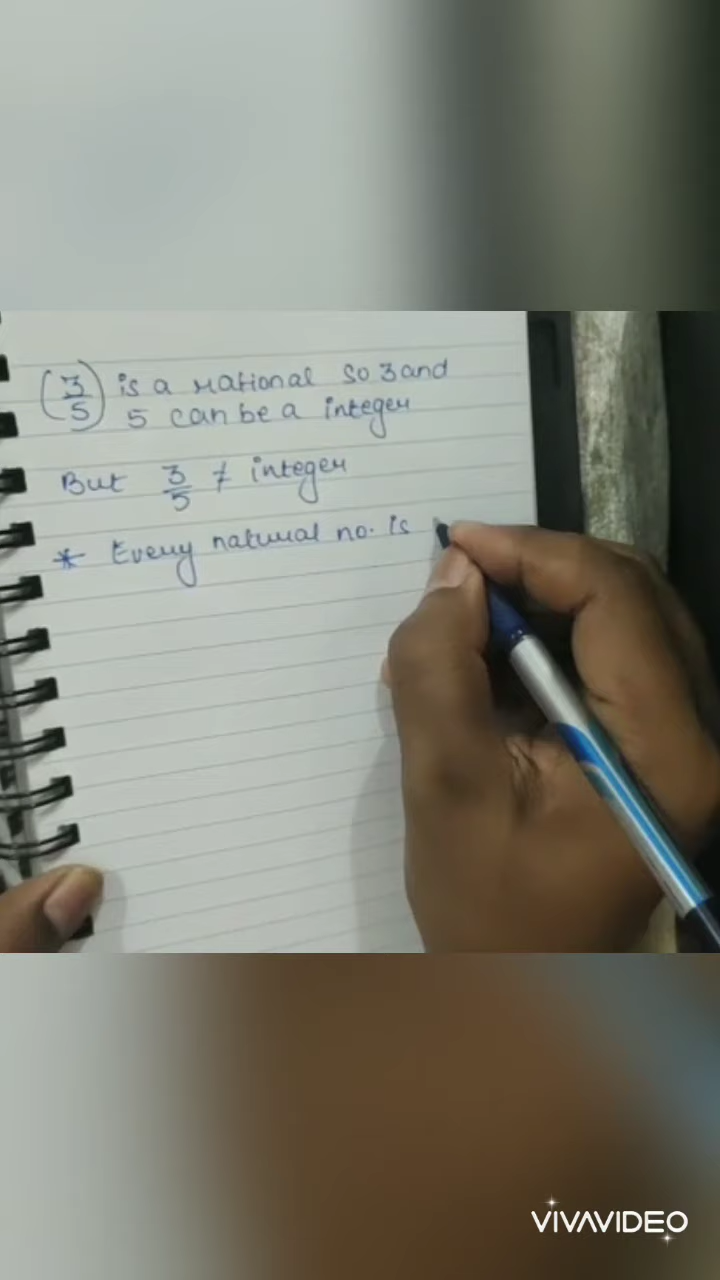 (3/5) is a rational so 3 and
5 can be a integer
But 3/5 ≠ integer
* Every natural no. is
VIVAVIDEO